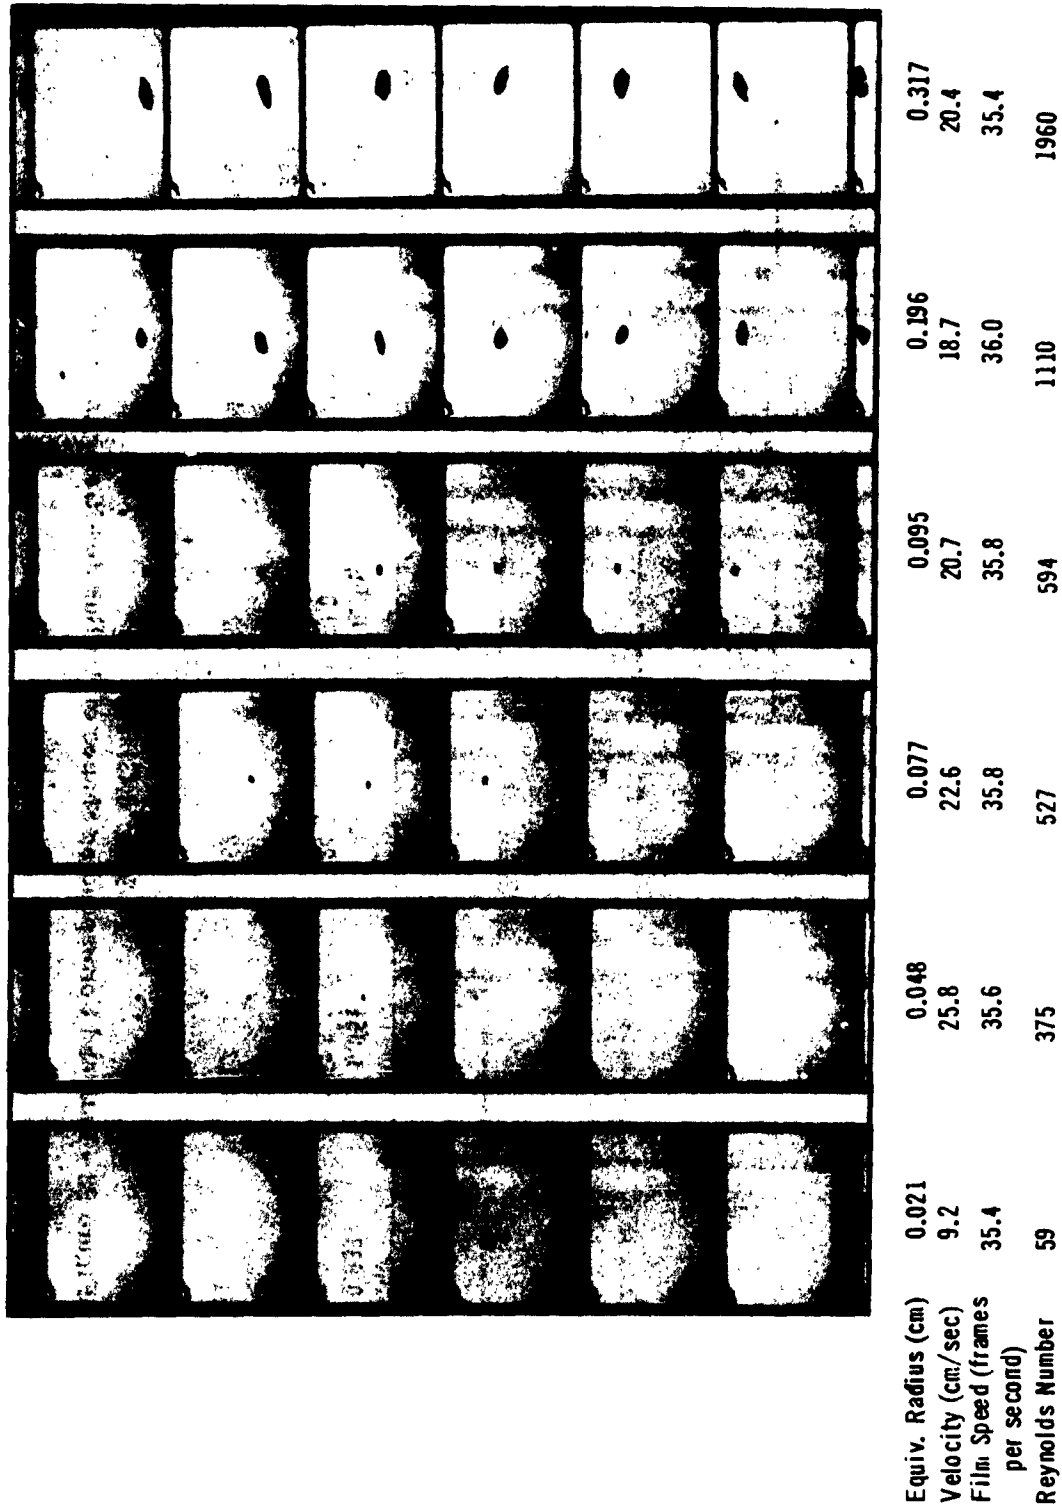 Equiv. Radius (cm) 0.021 0.048 0.077 0.095 0.196 0.317
Velocity (cm/sec) 9.2 25.8 22.6 20.7 18.7 20.4
Film Speed (frames 35.4 35.6 35.8 35.8 36.0 35.4
per second)
Reynolds Number 59 375 527 594 1110 1960